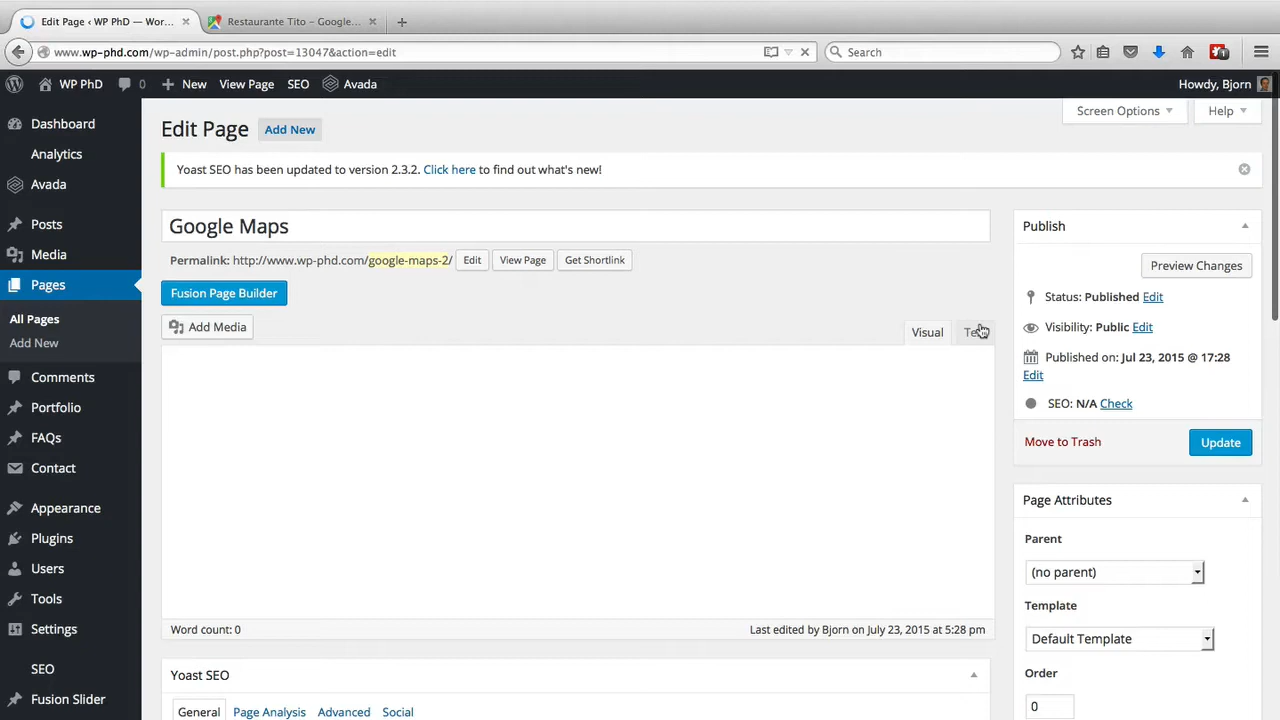 Edit Page ‹ WP PhD — Wor...
Restaurante Tito – Google...
www.wp-phd.com/wp-admin/post.php?post=13047&action=edit
Search
1
WP PhD
0
New
View Page
SEO
Avada
Howdy, Bjorn
Dashboard
Analytics
Avada
Posts
Media
Pages
All Pages
Add New
Comments
Portfolio
FAQs
Contact
Appearance
Plugins
Users
Tools
Settings
SEO
Fusion Slider
Screen Options
Help
Edit Page
Add New
Yoast SEO has been updated to version 2.3.2. Click here to find out what's new!
Google Maps
Permalink: http://www.wp-phd.com/google-maps-2/
Edit
View Page
Get Shortlink
Fusion Page Builder
Add Media
Visual
Word count: 0
Last edited by Bjorn on July 23, 2015 at 5:28 pm
Yoast SEO
General
Page Analysis
Advanced
Social
Publish
Preview Changes
Status: Published Edit
Visibility: Public Edit
Published on: Jul 23, 2015 @ 17:28
Edit
SEO: N/A Check
Move to Trash
Update
Page Attributes
Parent
(no parent)
Template
Default Template
Order
0